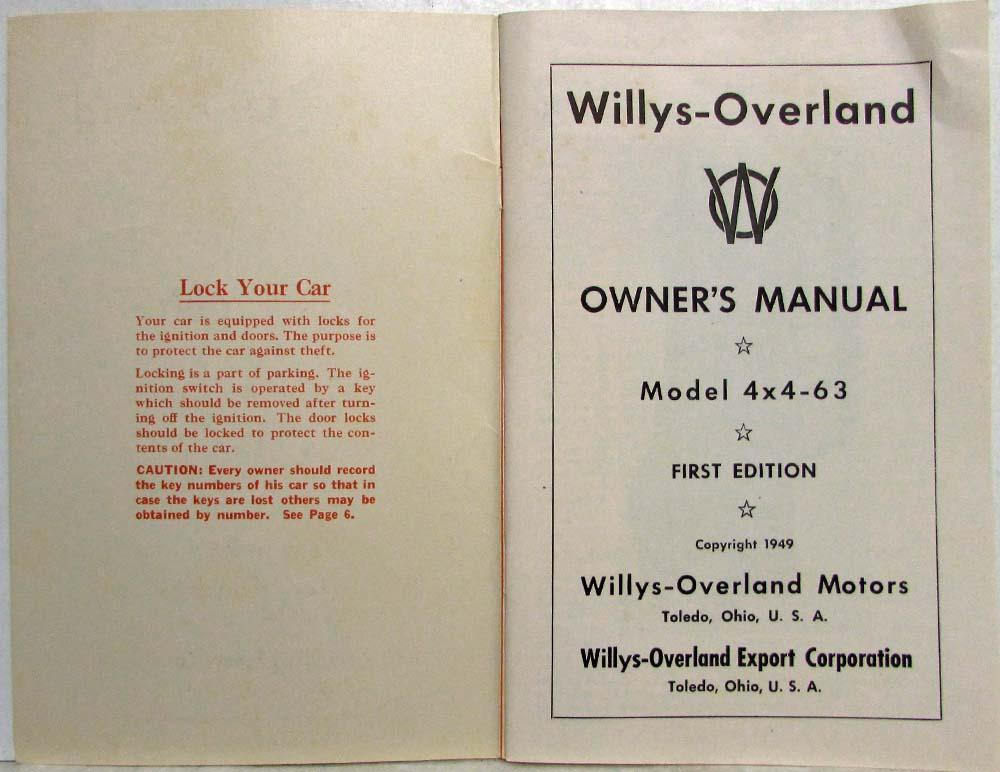 Lock Your Car
Your car is equipped with locks for
the ignition and doors. The purpose is
to protect the car against theft.
Locking is a part of parking. The ig-
nition switch is operated by a key
which should be removed after turn-
ing off the ignition. The door locks
should be locked to protect the con-
tents of the car.
CAUTION: Every owner should record
the key numbers of his car so that in
case the keys are lost others may be
obtained by number. See Page 6.
Willys-Overland
WO
OWNER'S MANUAL
☆
Model 4x4-63
☆
FIRST EDITION
☆
Copyright 1949
Willys-Overland Motors
Toledo, Ohio, U. S. A.
Willys-Overland Export Corporation
Toledo, Ohio, U. S. A.